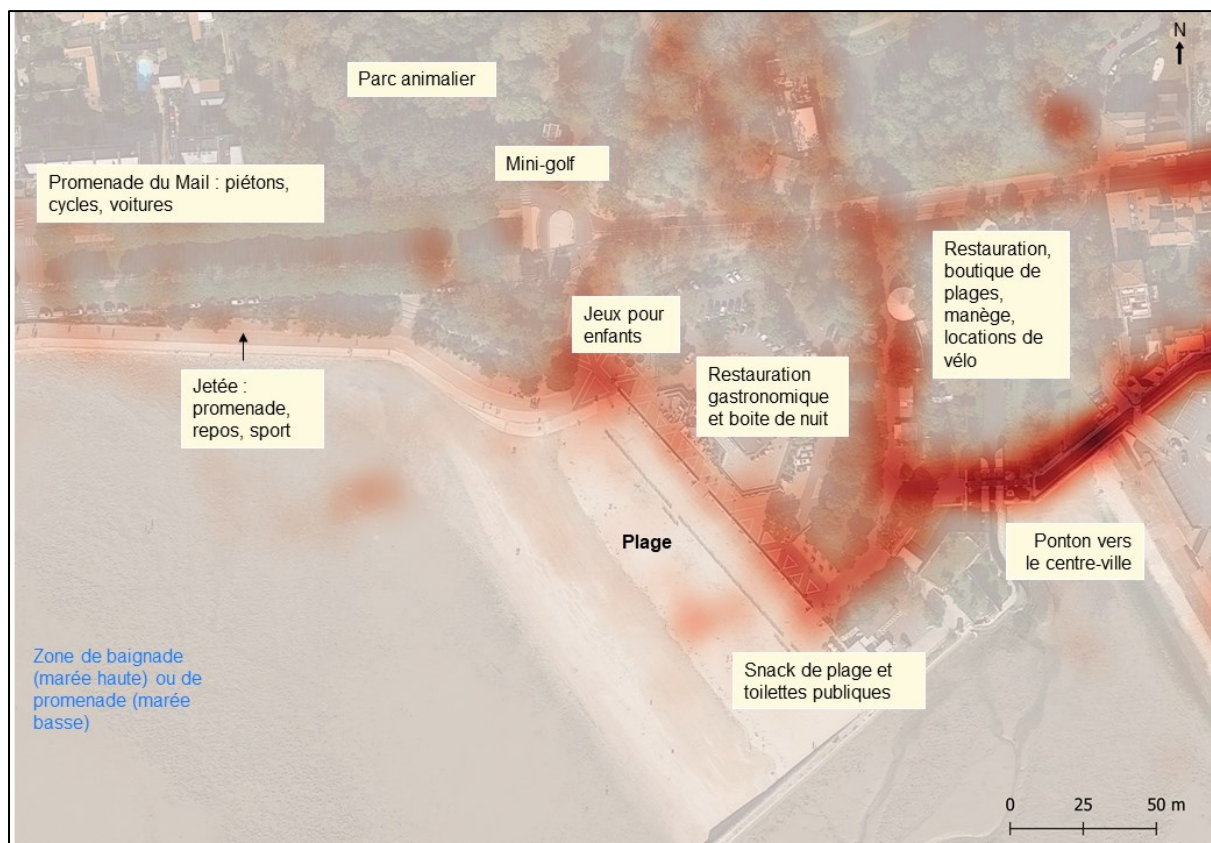 N
Parc animalier
Mini-golf
Promenade du Mail : piétons,
cycles, voitures
Restauration,
boutique de
plages,
manège,
locations de
vélo
Jeux pour
enfants
Jetée :
promenade,
repos, sport
Restauration
gastronomique
et boite de nuit
Plage
Ponton vers
le centre-ville
Zone de baignade
(marée haute) ou de
promenade (marée
basse)
Snack de plage et
toilettes publiques
0 25 50 m